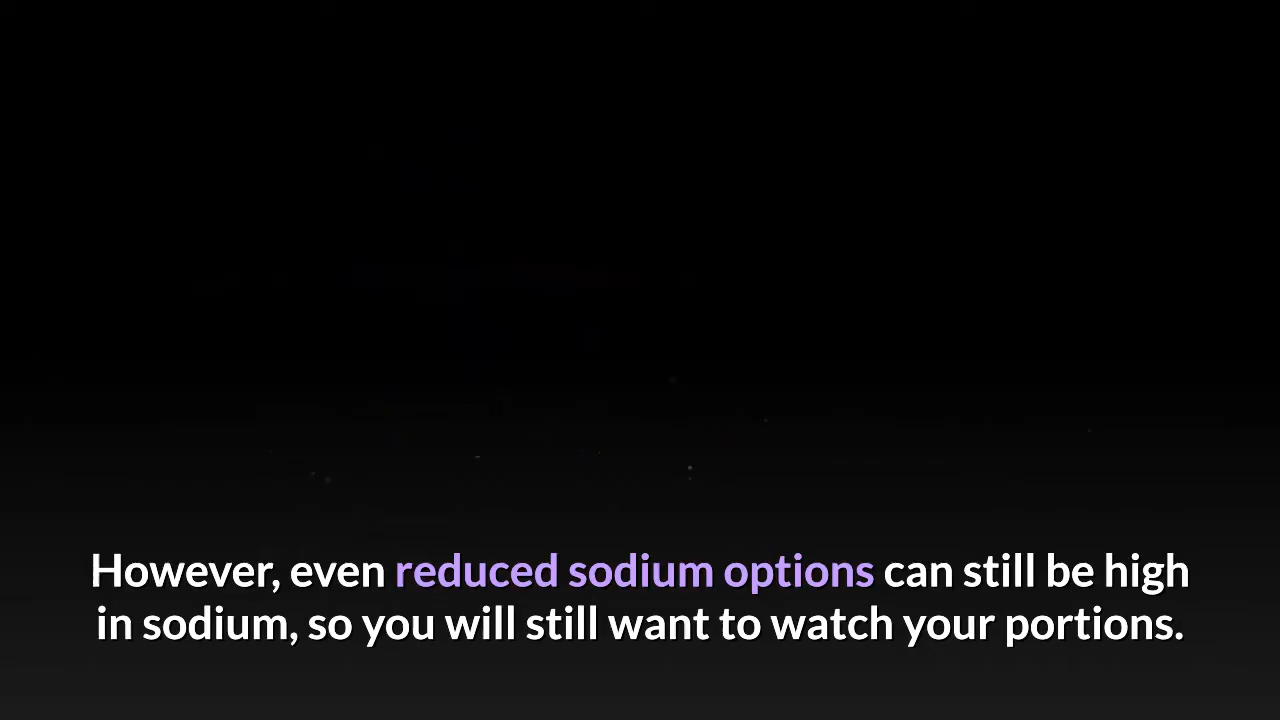 However, even reduced sodium options can still be high
in sodium, so you will still want to watch your portions.